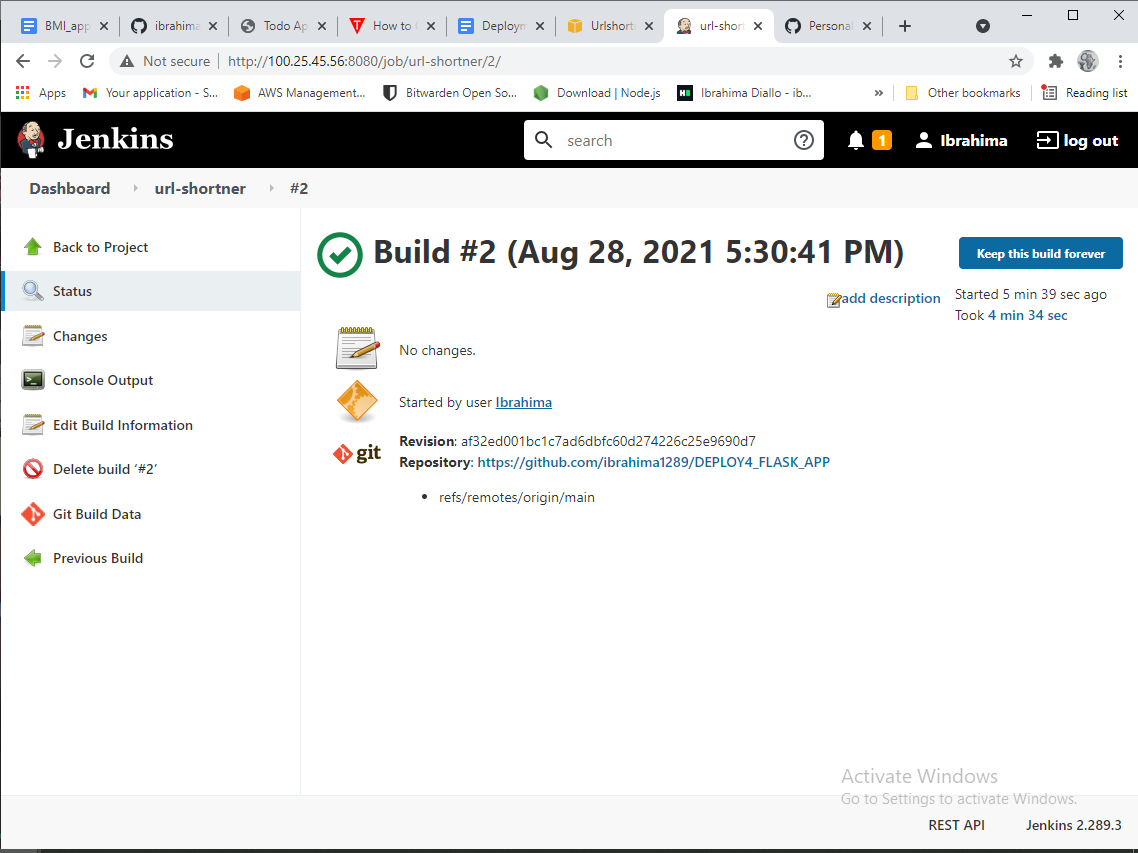 BMI_app
ibrahima
Todo Ap
How to
Deploym
Urlshort
url-short
Personal
Not secure
http://100.25.45.56:8080/job/url-shortner/2/
Apps
Your application - S...
AWS Management...
Bitwarden Open So...
Download | Node.js
Ibrahima Diallo - ib...
»
Other bookmarks
Reading list
Jenkins
search
1
Ibrahima
log out
Dashboard
url-shortner
#2
Back to Project
Status
Changes
Console Output
Edit Build Information
Delete build ‘#2’
Git Build Data
Previous Build
Build #2 (Aug 28, 2021 5:30:41 PM)
Keep this build forever
add description
Started 5 min 39 sec ago
Took 4 min 34 sec
No changes.
Started by user Ibrahima
git
Revision: af32ed001bc1c7ad6dbfc60d274226c25e9690d7
Repository: https://github.com/ibrahima1289/DEPLOY4_FLASK_APP
• refs/remotes/origin/main
Activate Windows
Go to Settings to activate Windows.
REST API
Jenkins 2.289.3